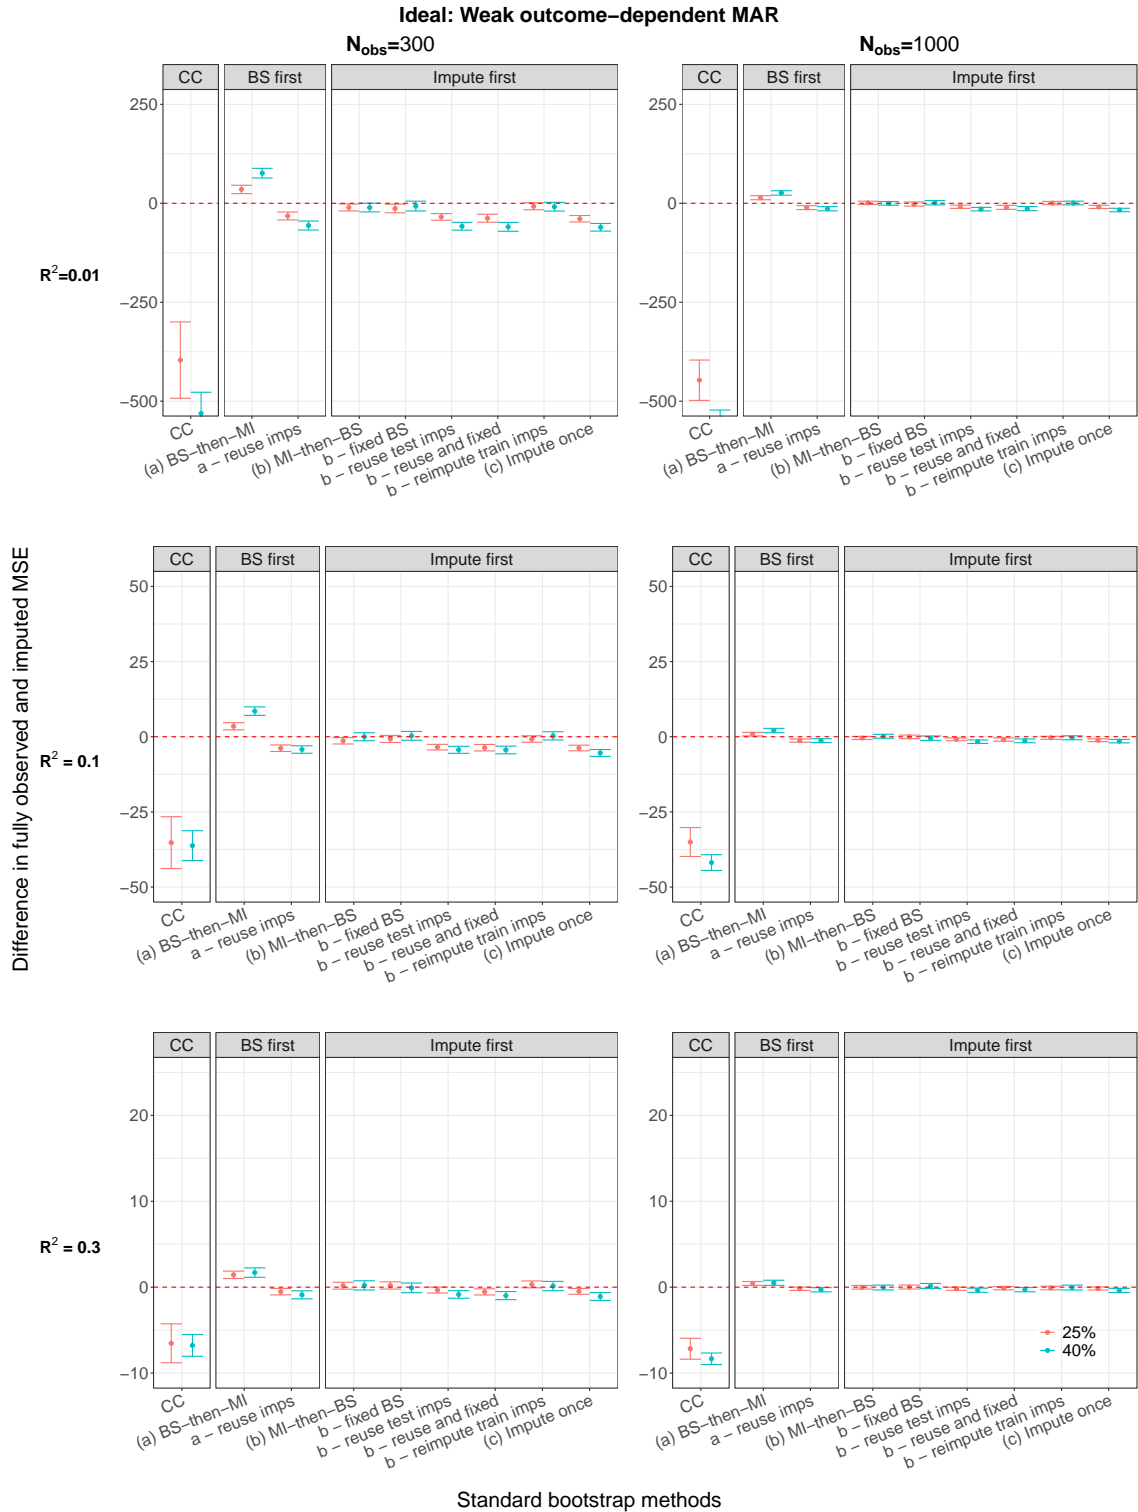 Ideal: Weak outcome−dependent MAR
Nobs=300
Nobs=1000
CC
BS first
Impute first
CC
BS first
Impute first
250
0
−250
−500
250
0
−250
−500
R²=0.01
CC
(a) BS−then−MI
a − reuse imps
(b) MI−then−BS
b − fixed BS
b − reuse test imps
b − reuse and fixed
b − reimpute train imps
(c) Impute once
CC
(a) BS−then−MI
a − reuse imps
(b) MI−then−BS
b − fixed BS
b − reuse test imps
b − reuse and fixed
b − reimpute train imps
(c) Impute once
Difference in fully observed and imputed MSE
CC
BS first
Impute first
CC
BS first
Impute first
50
25
0
−25
−50
50
25
0
−25
−50
R² = 0.1
CC
(a) BS−then−MI
a − reuse imps
(b) MI−then−BS
b − fixed BS
b − reuse test imps
b − reuse and fixed
b − reimpute train imps
(c) Impute once
CC
(a) BS−then−MI
a − reuse imps
(b) MI−then−BS
b − fixed BS
b − reuse test imps
b − reuse and fixed
b − reimpute train imps
(c) Impute once
CC
BS first
Impute first
CC
BS first
Impute first
20
10
0
−10
20
10
0
−10
R² = 0.3
25%
40%
CC
(a) BS−then−MI
a − reuse imps
(b) MI−then−BS
b − fixed BS
b − reuse test imps
b − reuse and fixed
b − reimpute train imps
(c) Impute once
CC
(a) BS−then−MI
a − reuse imps
(b) MI−then−BS
b − fixed BS
b − reuse test imps
b − reuse and fixed
b − reimpute train imps
(c) Impute once
Standard bootstrap methods